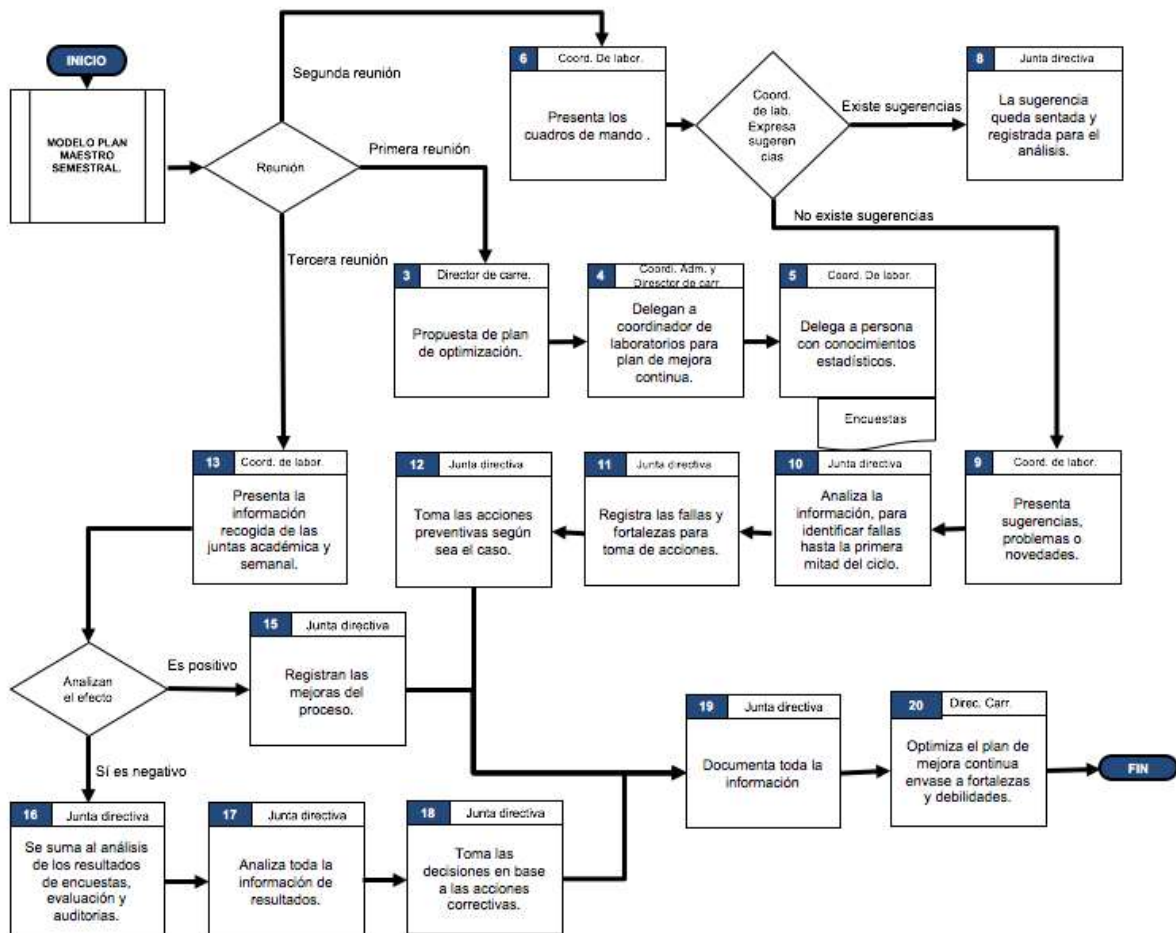 INICIO
MODELO PLAN
MAESTRO
SEMESTRAL.
Reunión
Segunda reunión
Primera reunión
Tercera reunión
6
Coord. De labor.
Presenta los
cuadros de mando .
Coord.
de lab.
Expresa
sugeren
cias
Existe sugerencias
No existe sugerencias
8
Junta directiva
La sugerencia
queda sentada y
registrada para el
análisis.
3
Director de carre.
Propuesta de plan
de optimización.
4
Coordi. Adm. y
Diresctor de carr.
Delegan a
coordinador de
laboratorios para
plan de mejora
continua.
5
Coord. De labor.
Delega a persona
con conocimientos
estadísticos.
Encuestas
13
Coord. de labor.
Presenta la
información
recogida de las
juntas académica y
semanal.
12
Junta directiva
Toma las acciones
preventivas según
sea el caso.
11
Junta directiva
Registra las fallas y
fortalezas para
toma de acciones.
10
Junta directiva
Analiza la
información, para
identificar fallas
hasta la primera
mitad del ciclo.
9
Coord. de labor.
Presenta
sugerencias,
problemas o
novedades.
Analizan
el efecto
Es positivo
Sí es negativo
15
Junta directiva
Registran las
mejoras del
proceso.
16
Junta directiva
Se suma al análisis
de los resultados
de encuestas,
evaluación y
auditorías.
17
Junta directiva
Analiza toda la
información de
resultados.
18
Junta directiva
Toma las
decisiones en base
a las acciones
correctivas.
19
Junta directiva
Documenta toda la
información
20
Direc. Carr.
Optimiza el plan de
mejora continua
envase a fortalezas
y debilidades.
FIN